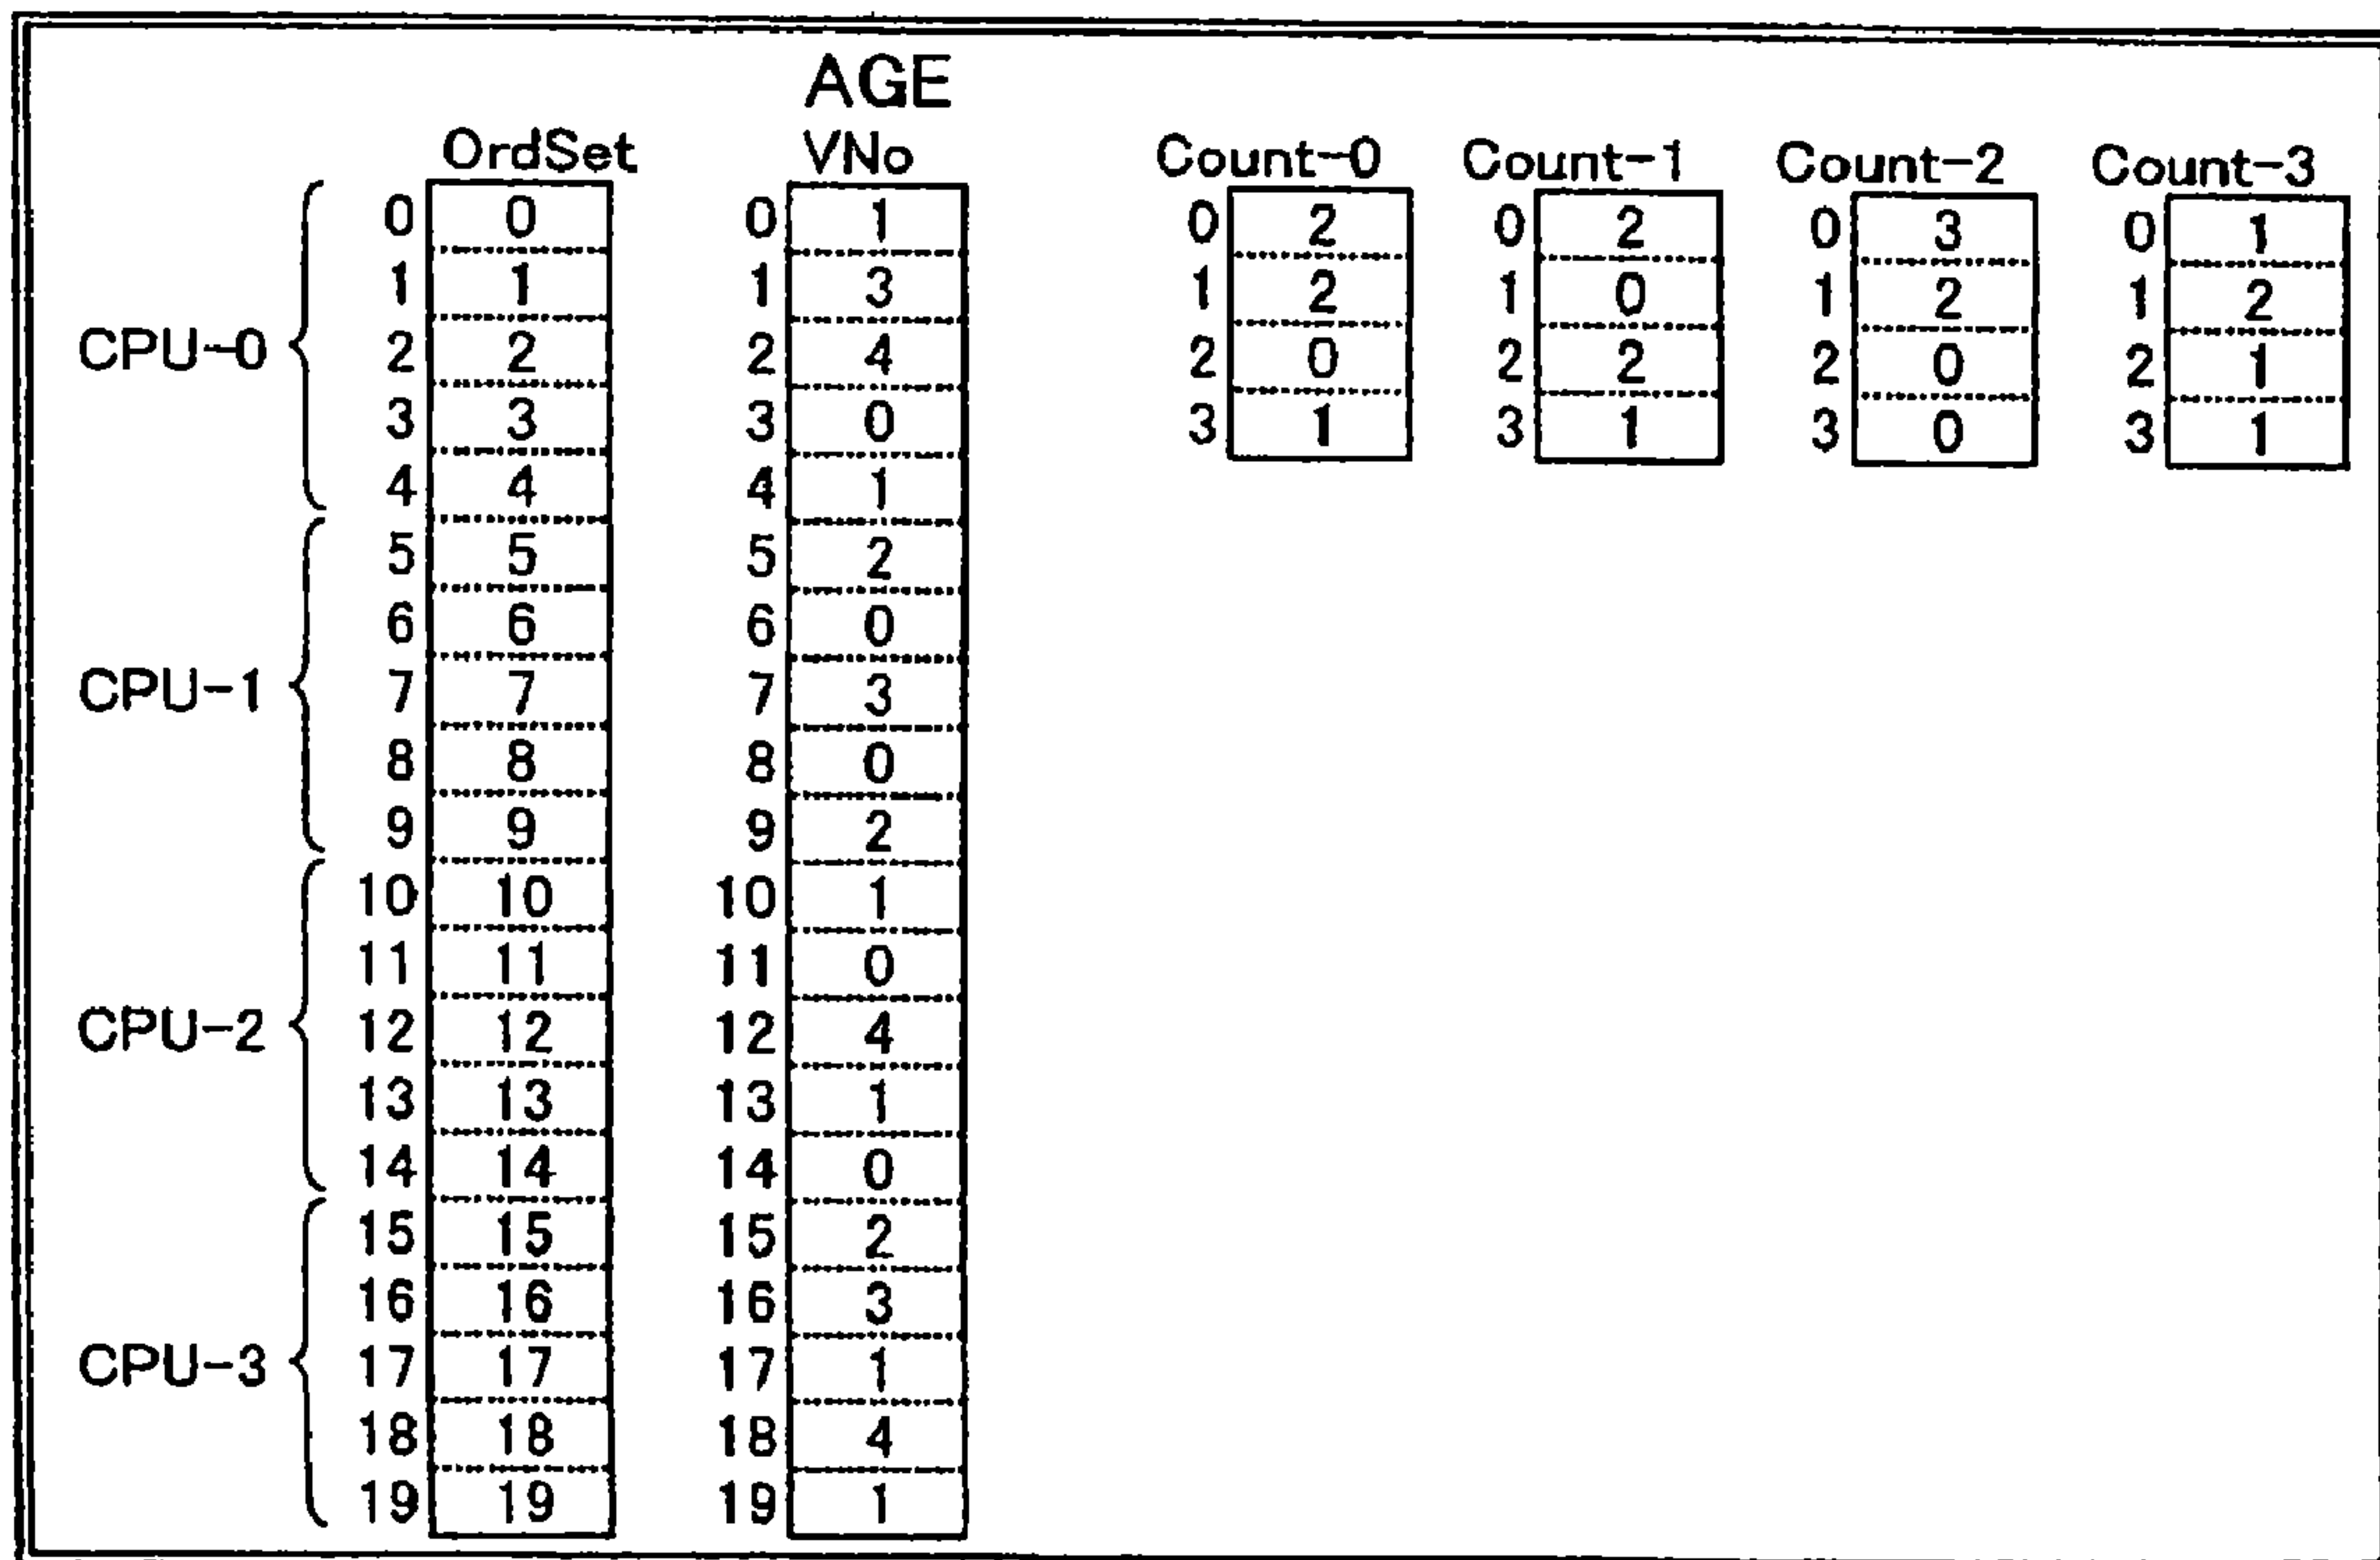 AGE
OrdSet VNo Count-0 Count-1 Count-2 Count-3
0 0 0 1 0 2 0 2 0 3 0 1
1 1 1 3 1 2 1 0 1 2 1 2
CPU-0 2 2 2 4 2 0 2 2 2 0 2 1
3 3 3 0 3 1 3 1 3 0 3 1
4 4 4 1
5 5 5 2
6 6 6 0
CPU-1 7 7 7 3
8 8 8 0
9 9 9 2
10 10 10 1
11 11 11 0
CPU-2 12 12 12 4
13 13 13 1
14 14 14 0
15 15 15 2
16 16 16 3
CPU-3 17 17 17 1
18 18 18 4
19 19 19 1